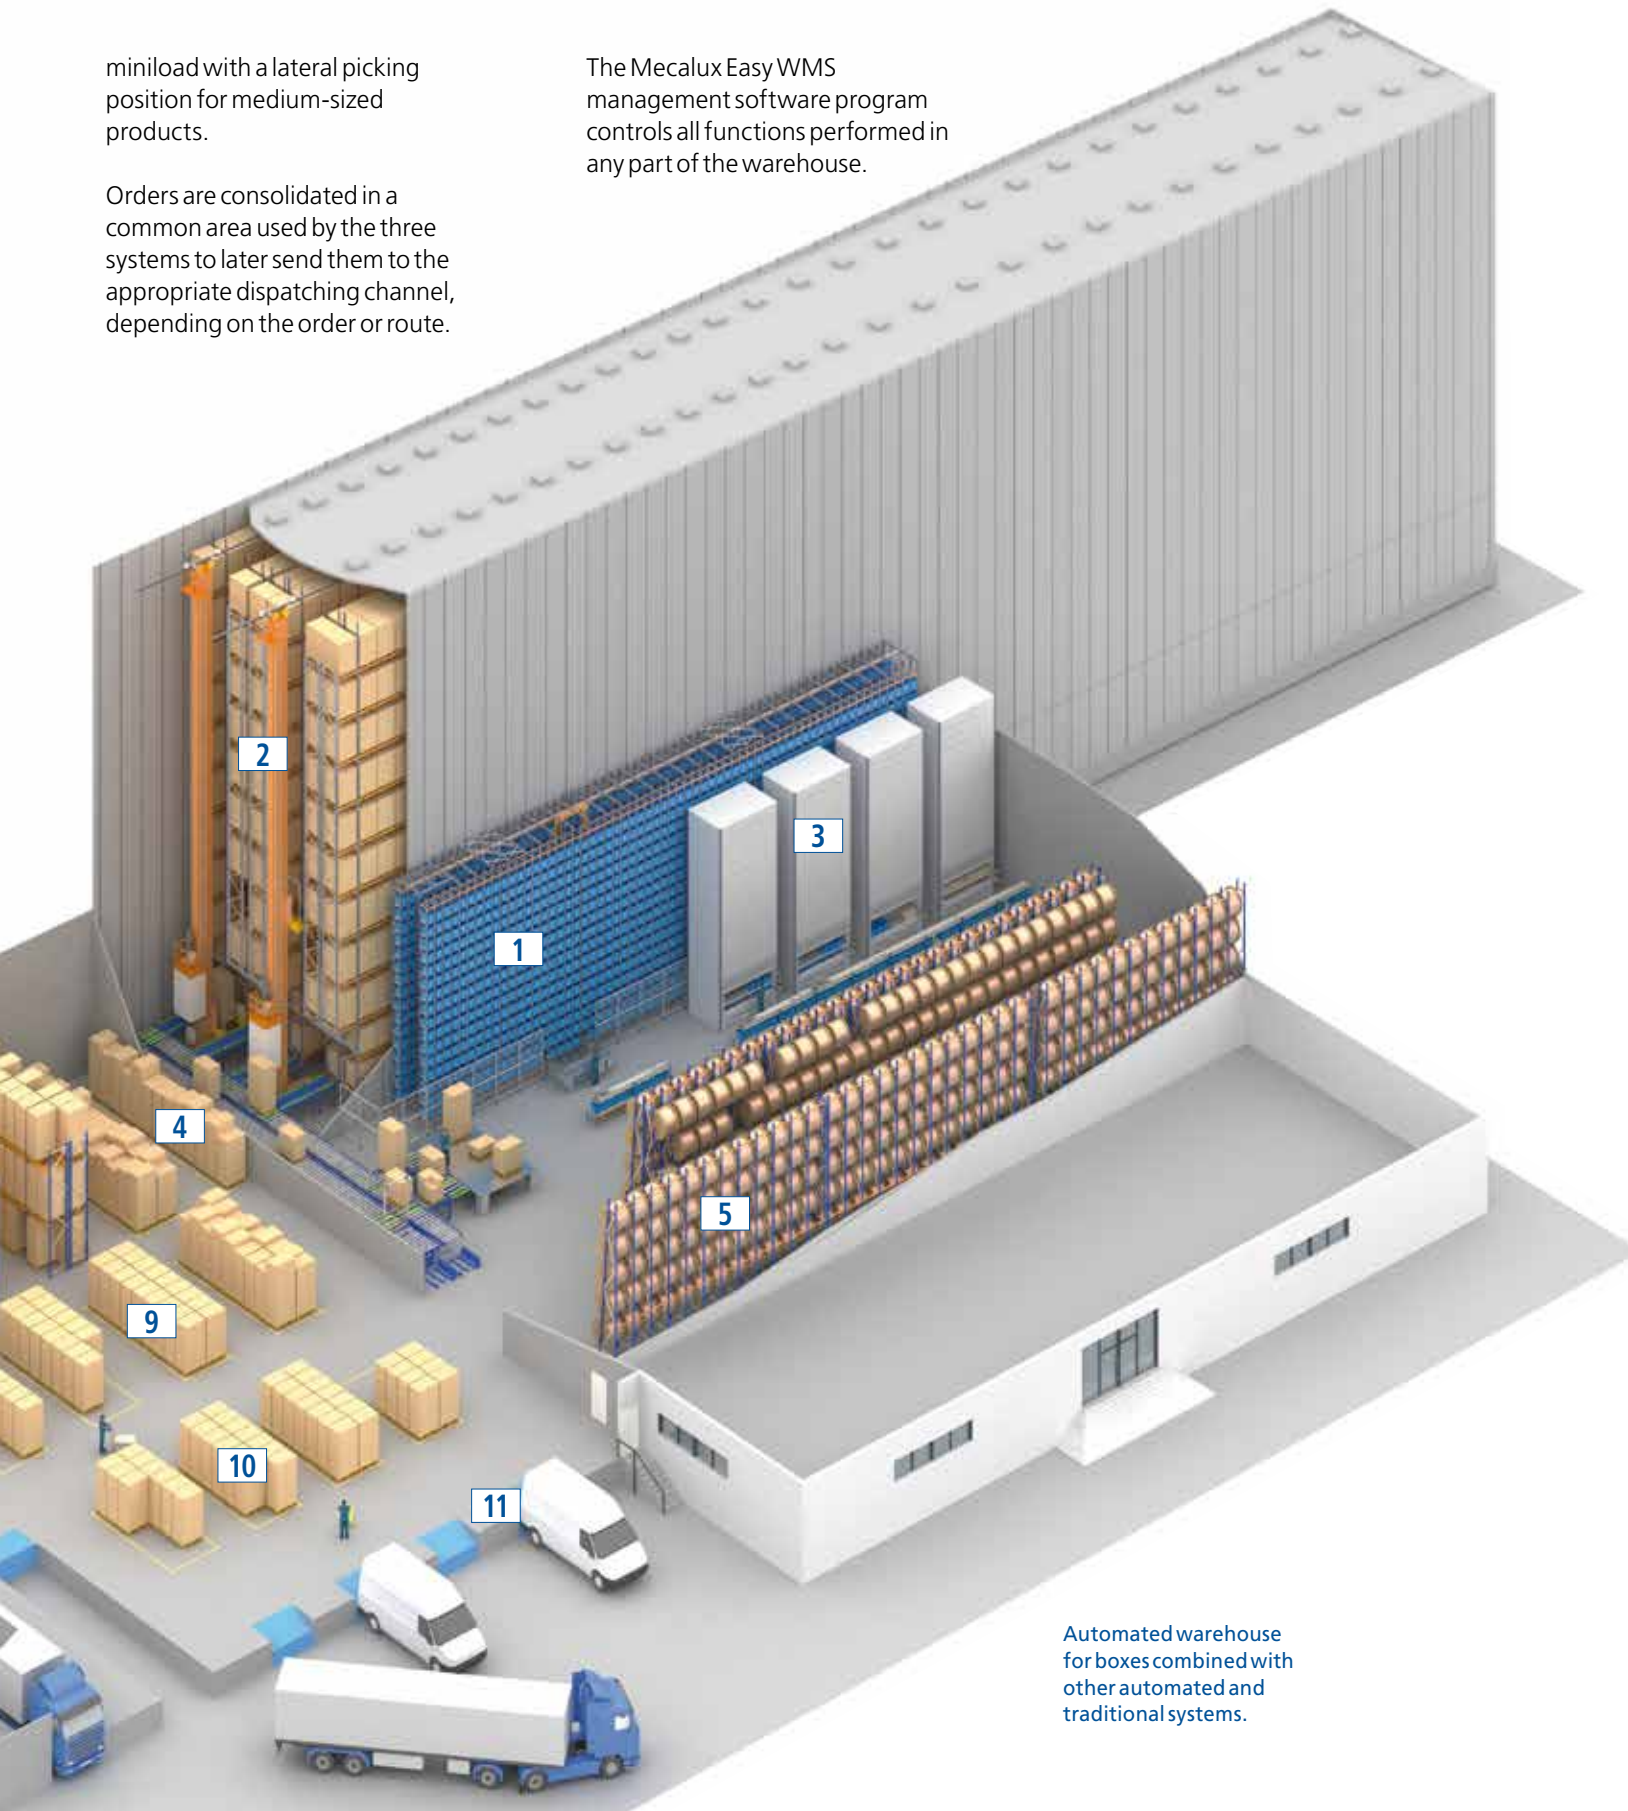 miniload with a lateral picking
position for medium-sized
products.
Orders are consolidated in a
common area used by the three
systems to later send them to the
appropriate dispatching channel,
depending on the order or route.
The Mecalux Easy WMS
management software program
controls all functions performed in
any part of the warehouse.
2
3
1
4
5
9
10
11
Automated warehouse
for boxes combined with
other automated and
traditional systems.